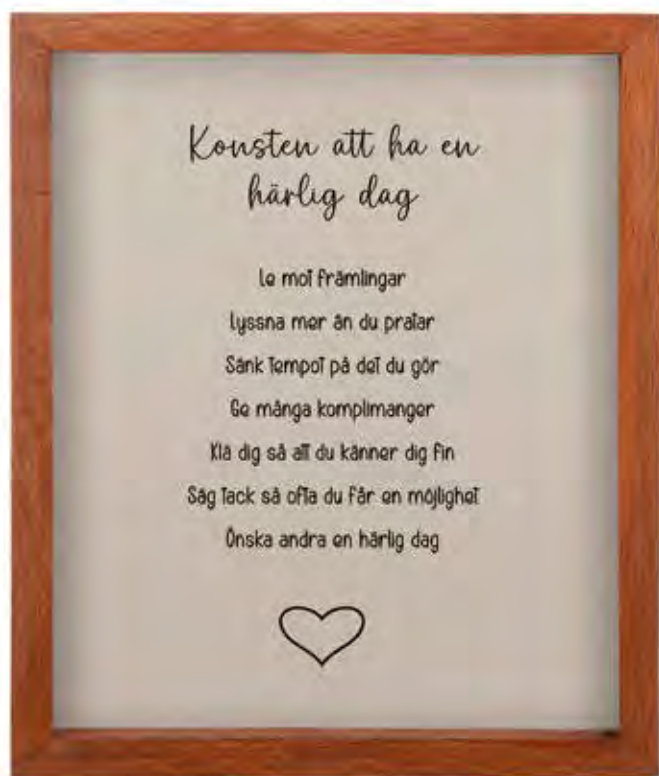 Konsten att ha en
härlig dag
Le mot främlingar
Lyssna mer än du pratar
Sänk tempot på det du gör
Ge många komplimanger
Klä dig så att du känner dig fin
Säg tack så ofta du får en möjlighet
Önska andra en härlig dag